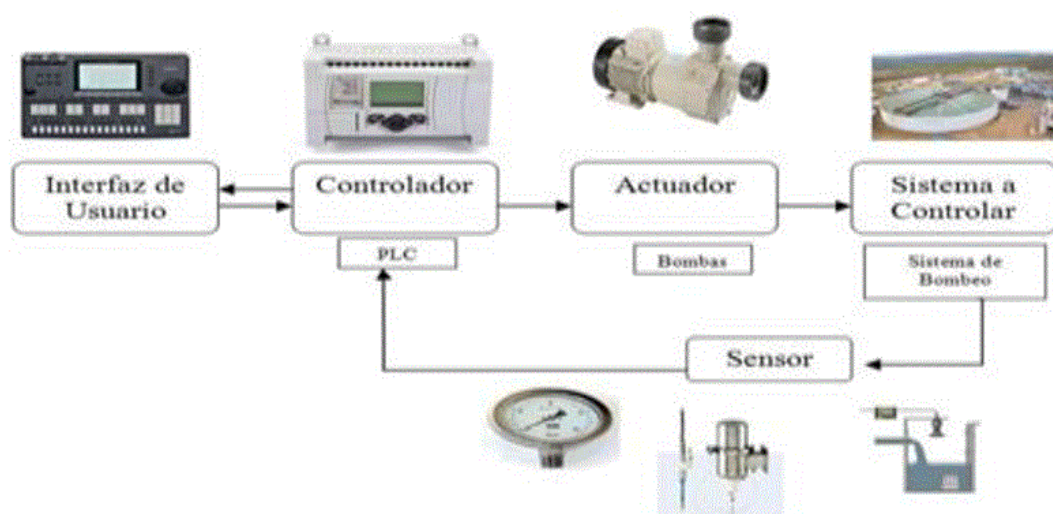 Interfaz de
Usuario
Controlador
Actuador
Sistema a
Controlar
PLC
Bombas
Sistema de
Bombeo
Sensor